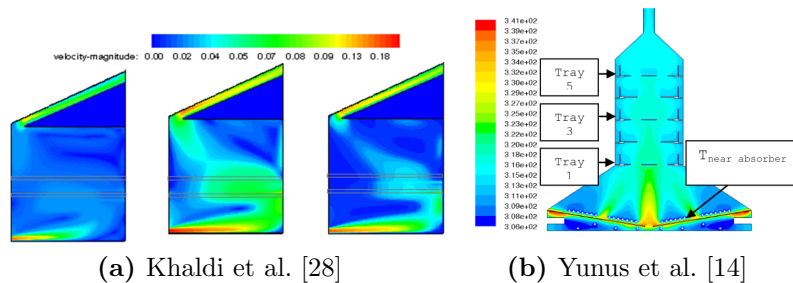 velocity-magnitude: 0.00 0.02 0.04 0.05 0.07 0.08 0.09 0.13 0.18
3.41e+02
3.39e+02
3.37e+02
3.36e+02
3.34e+02
3.32e+02
3.30e+02
3.29e+02
3.27e+02
3.25e+02
3.23e+02
3.22e+02
3.20e+02
3.18e+02
3.16e+02
3.15e+02
3.13e+02
3.11e+02
3.10e+02
3.08e+02
3.06e+02
Tray
5
Tray
3
Tray
1
Tnear absorber
(a) Khaldi et al. [28]
(b) Yunus et al. [14]